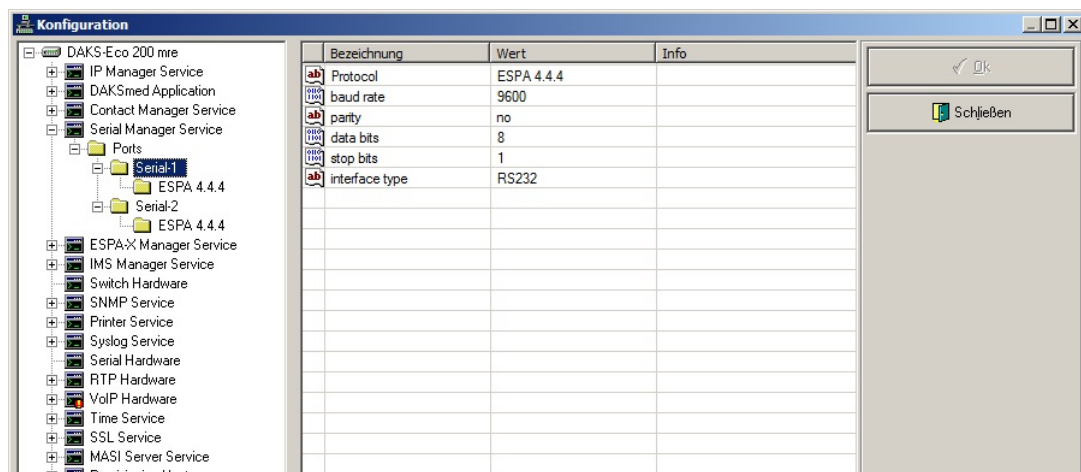 Konfiguration
DAKS-Eco 200 mre
IP Manager Service
DAKSmed Application
Contact Manager Service
Serial Manager Service
Ports
Serial-1
ESPA 4.4.4
Serial-2
ESPA 4.4.4
ESPA-X Manager Service
IMS Manager Service
Switch Hardware
SNMP Service
Printer Service
Syslog Service
Serial Hardware
RTP Hardware
VoIP Hardware
Time Service
SSL Service
MASI Server Service
Bezeichnung Wert Info
Protocol ESPA 4.4.4
baud rate 9600
parity no
data bits 8
stop bits 1
interface type RS232
Ok
Schließen